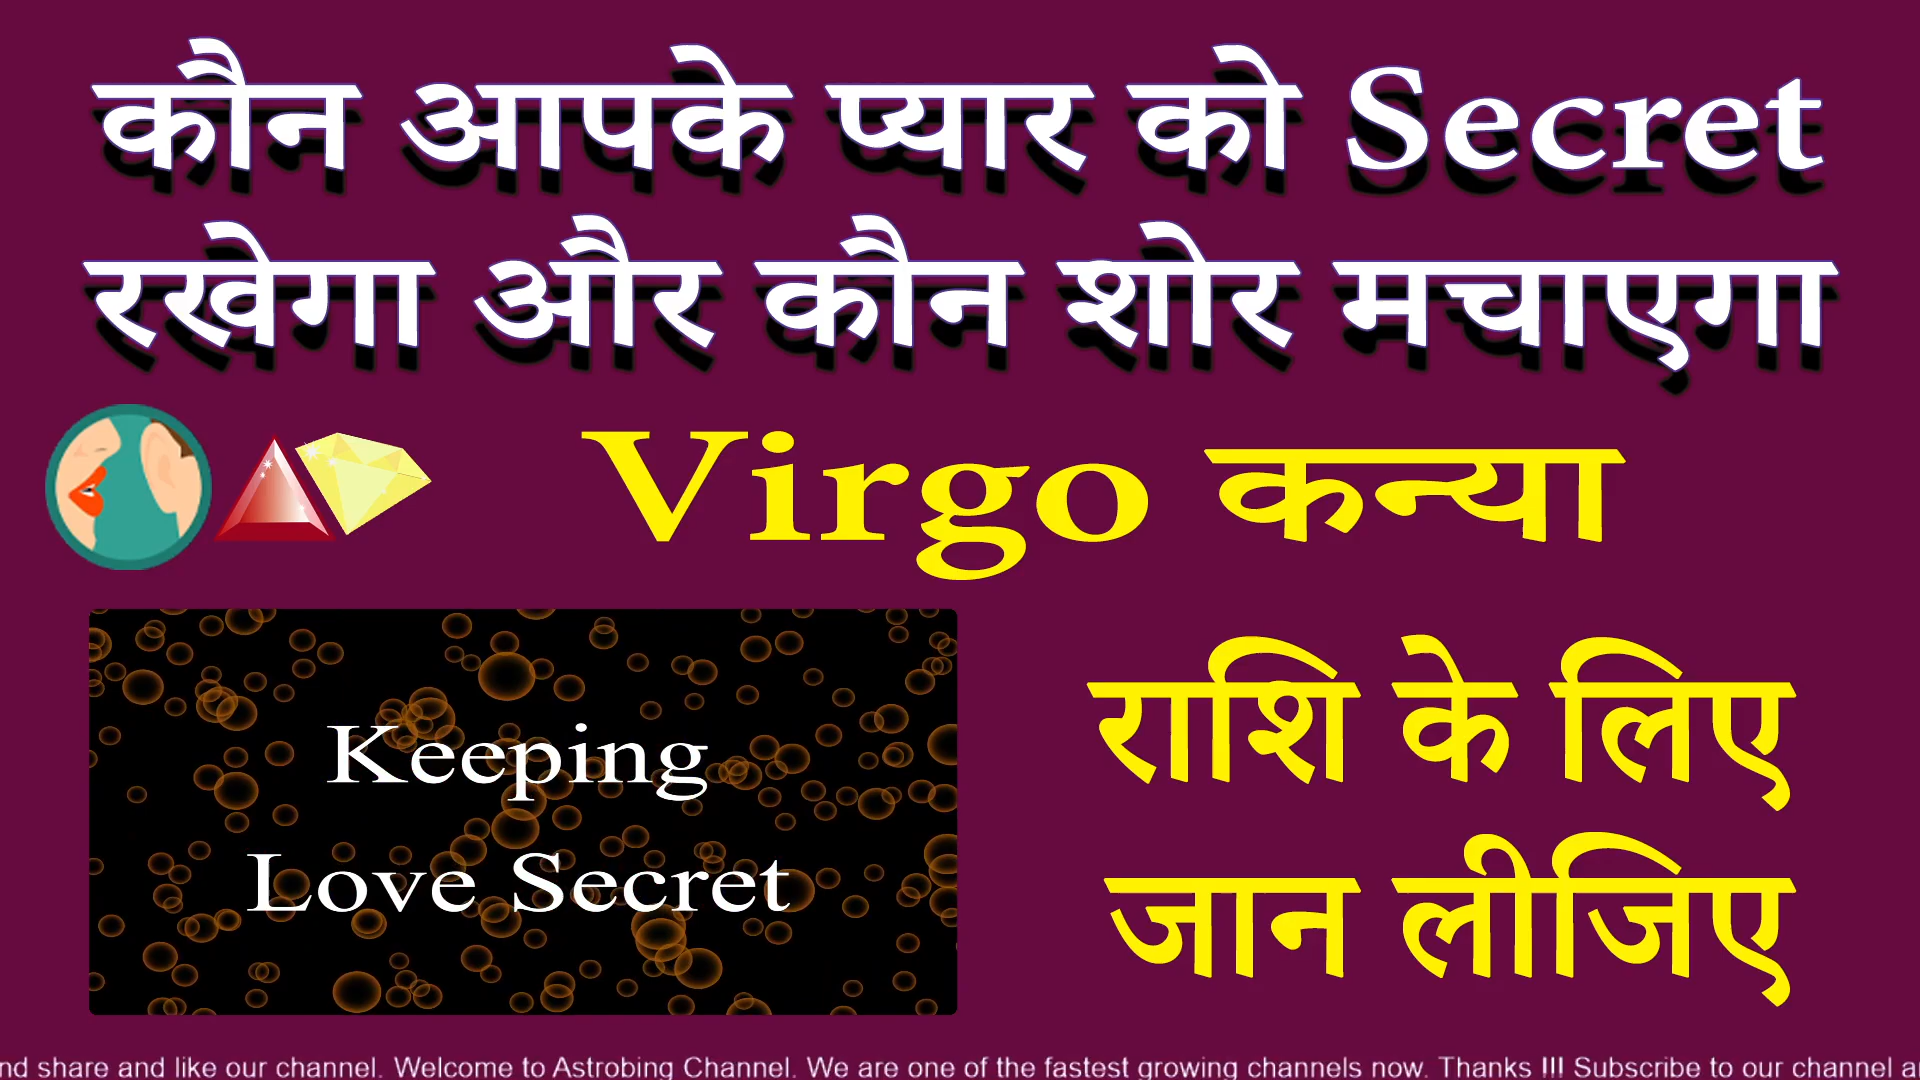 कौन आपके प्यार को Secret
रखेगा और कौन शोर मचाएगा
Virgo कन्या
राशि के लिए
जान लीजिए
Keeping
Love Secret
nd share and like our channel. Welcome to Astrobing Channel. We are one of the fastest growing channels now. Thanks !!! Subscribe to our channel a